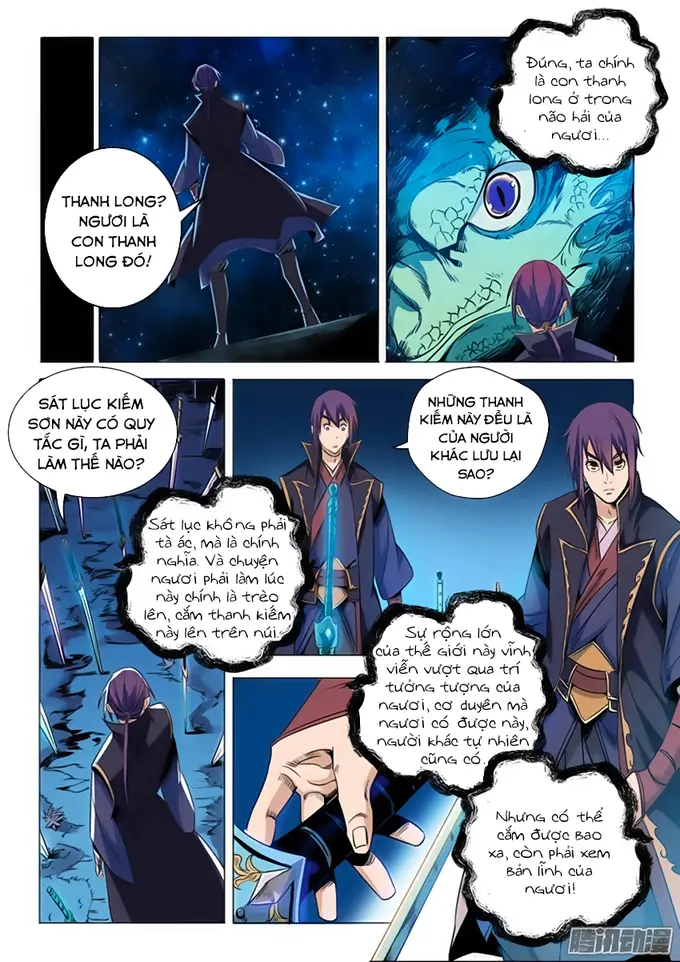 THANH LONG?
NGƯƠI LÀ
CON THANH
LONG ĐÓ!
Đúng, ta chính
là con thanh
long ở trong
não hải của
ngươi...
SÁT LỤC KIẾM
SƠN NÀY CÓ QUY
TẮC GÌ, TA PHẢI
LÀM THẾ NÀO?
Sát lục không phải
tà ác, mà là chính
nghĩa. Và chuyện
ngươi phải làm lúc
này chính là trèo
lên, cắm thanh kiếm
này lên trên núi.
NHỮNG THANH
KIẾM NÀY ĐỀU LÀ
CỦA NGƯỜI
KHÁC LƯU LẠI
SAO?
Sự rộng lớn
của thế giới này vĩnh
viễn vượt qua trí
tưởng tượng của
ngươi, cơ duyên mà
ngươi có được này,
người khác tự nhiên
cũng có.
Nhưng có thể
cắm được bao
xa, còn phải xem
bản lĩnh của
ngươi!
腾讯动漫